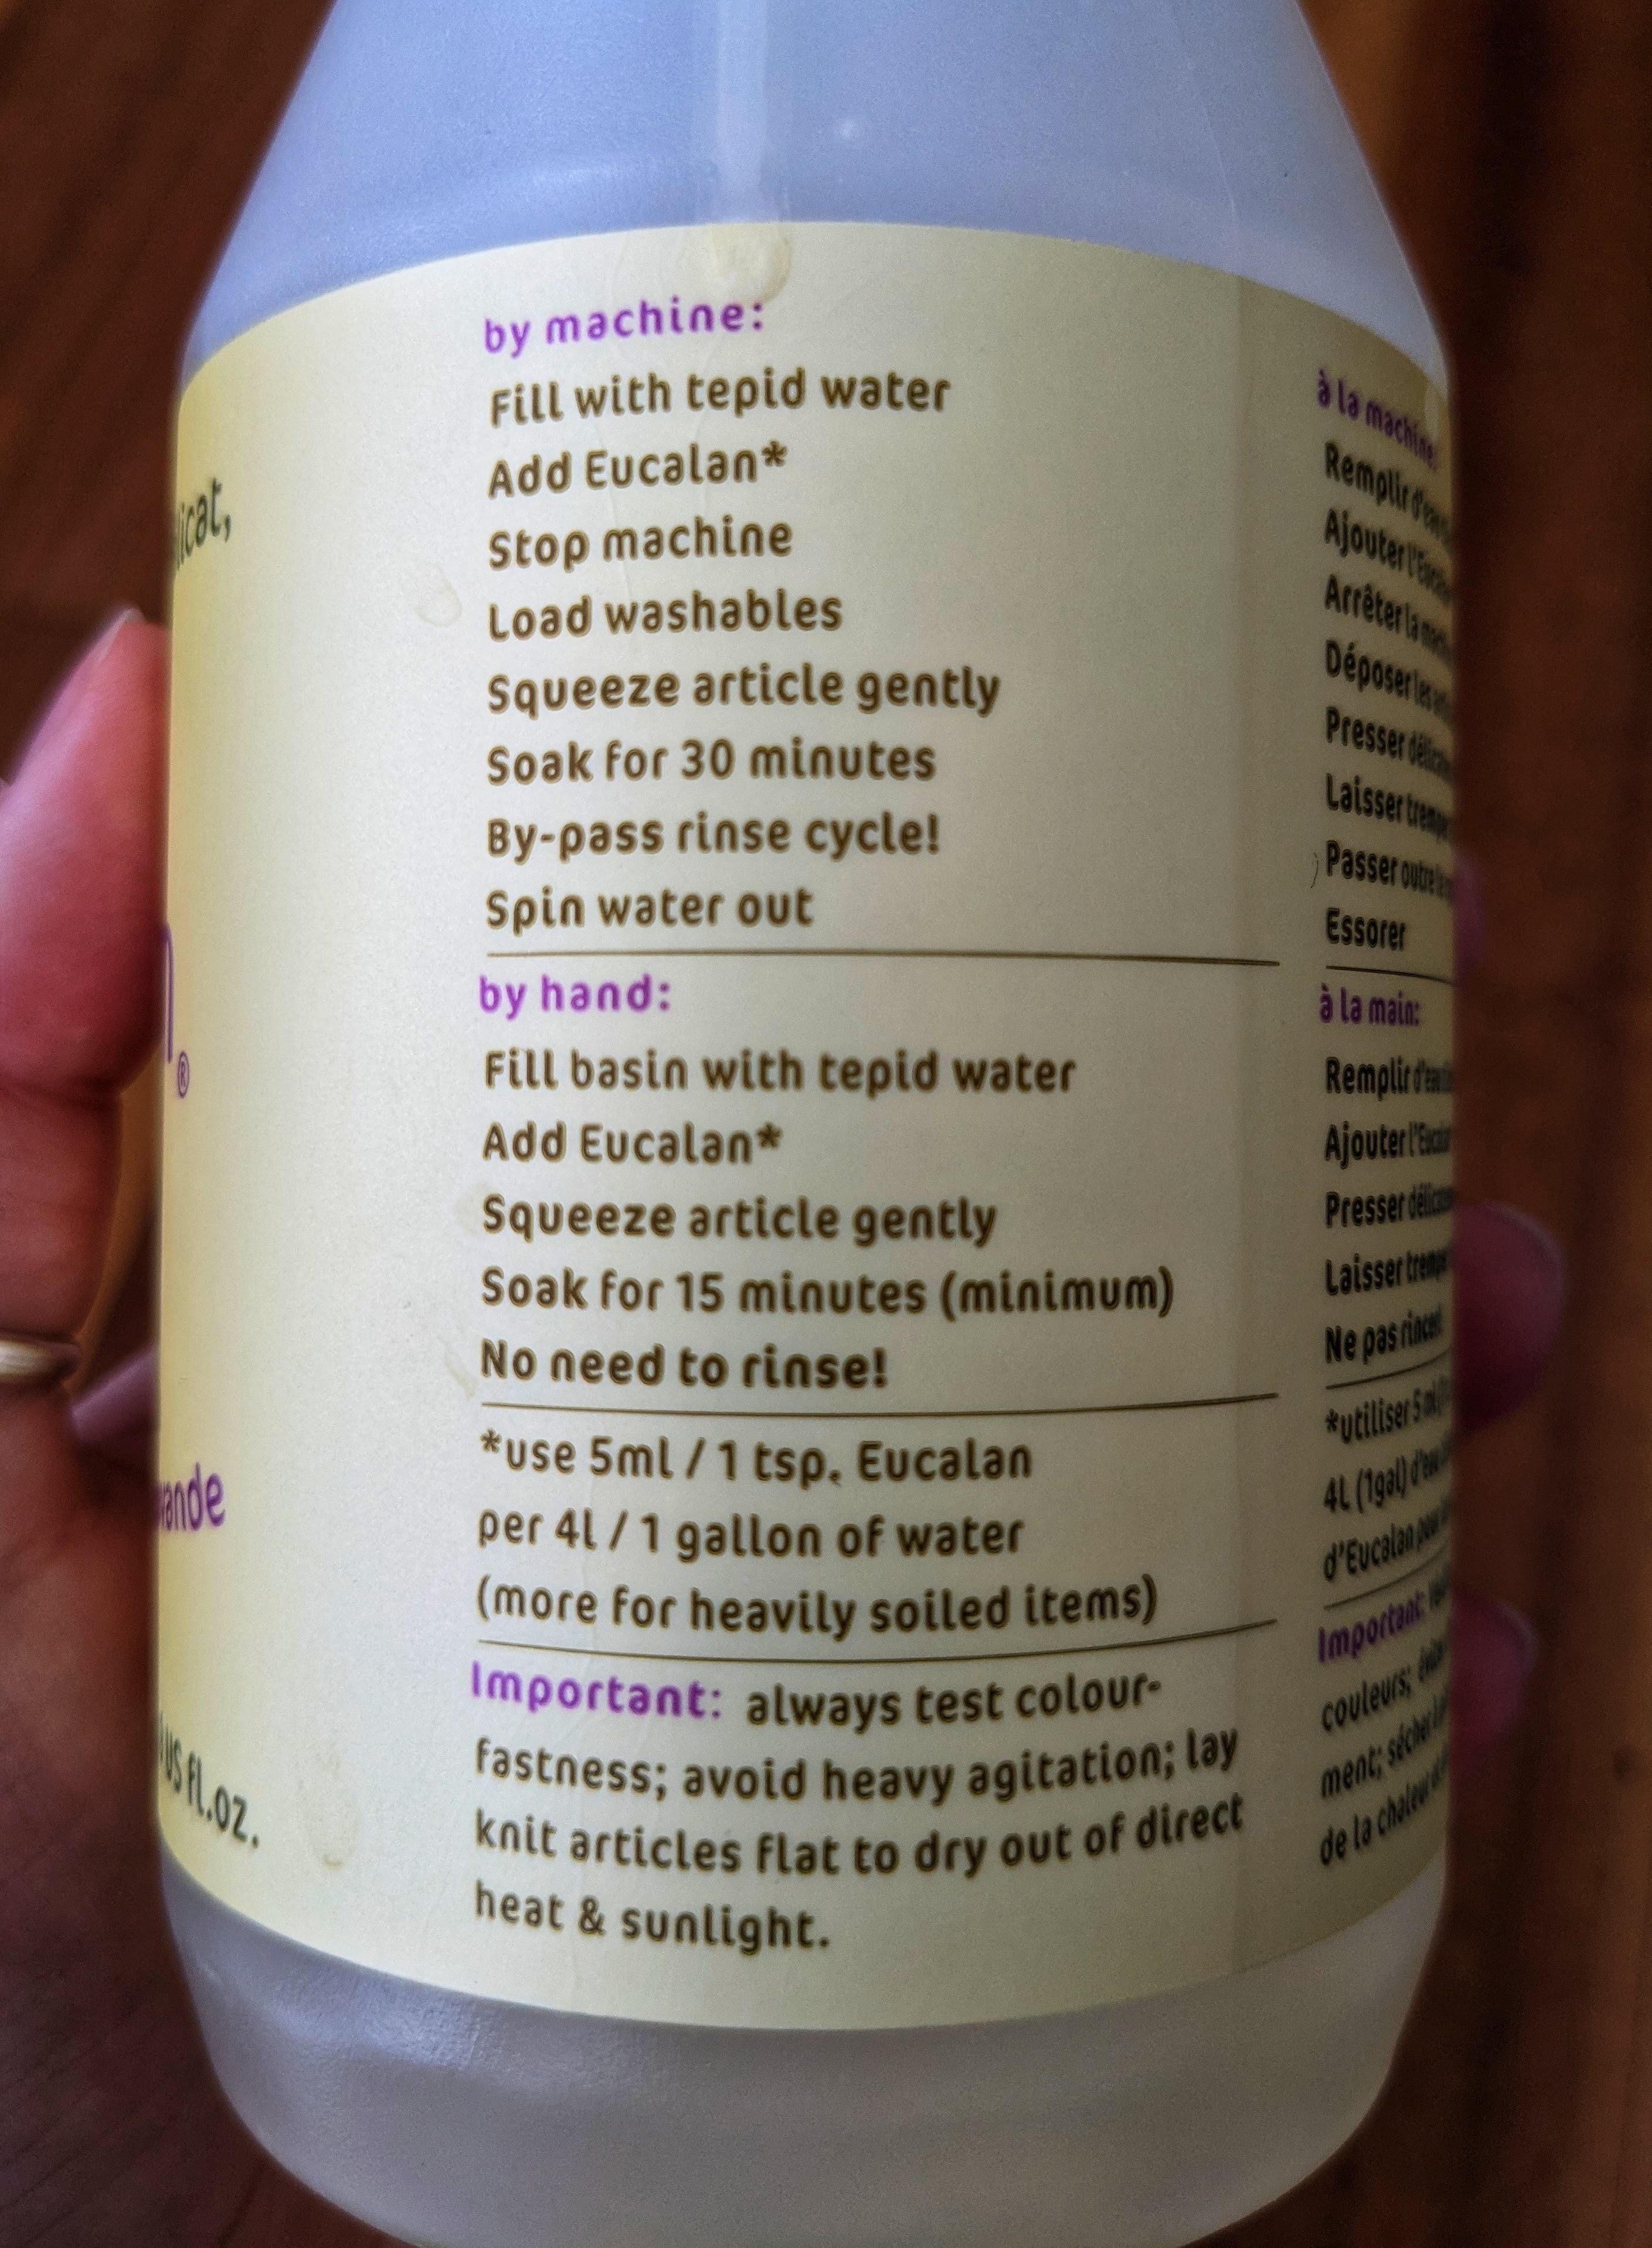 by machine:
Fill with tepid water
Add Eucalan*
Stop machine
Load washables
Squeeze article gently
Soak for 30 minutes
By-pass rinse cycle!
Spin water out
by hand:
Fill basin with tepid water
Add Eucalan*
Squeeze article gently
Soak for 15 minutes (minimum)
No need to rinse!
*use 5ml / 1 tsp. Eucalan
per 4l / 1 gallon of water
(more for heavily soiled items)
Important: always test colour-
fastness; avoid heavy agitation; lay
knit articles flat to dry out of direct
heat & sunlight.
®
US fl.oz.
à la machine:
Remplir
Ajouter
Arrêter la
Déposer les
Presser
Laisser
Passer outre
Essorer
à la main:
Remplir
Ajouter
Presser
Laisser
Ne pas rincer!
*utiliser 5
4L (1gal)
d'Eucalan
Important:
couleurs;
ment;
de la chaleur